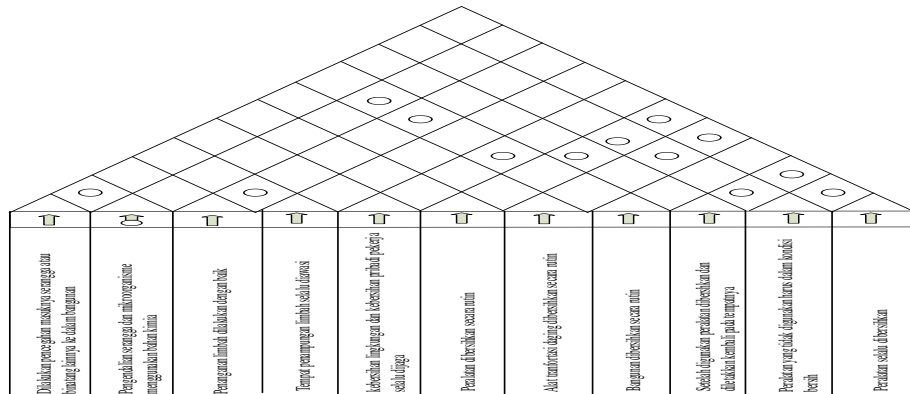 Dilakukan pencegahan masuknya serangga atau
binatang lainnya ke dalam bangunan
Pengendalian serangga dan mikroorganisme
menggunakan bahan kimia
Penanganan limbah dilakukan dengan baik
Tempat penampungan limbah selalu diawasi
kebersihan lingkungan dan kebersihan pribadi pekerja
selalu dijaga
Peralatan dibersihkan secara rutin
Alat tranfortasi daging dibersihkan secara rutin
Bangunan dibersihkan secara rutin
Setelah digunakan peralatan dibersihkan dan
diletakkan kembali pada tempatnya
Peralatan yang tidak digunakan harus dalam kondisi
bersih
Peralatan selalu dibersihkan